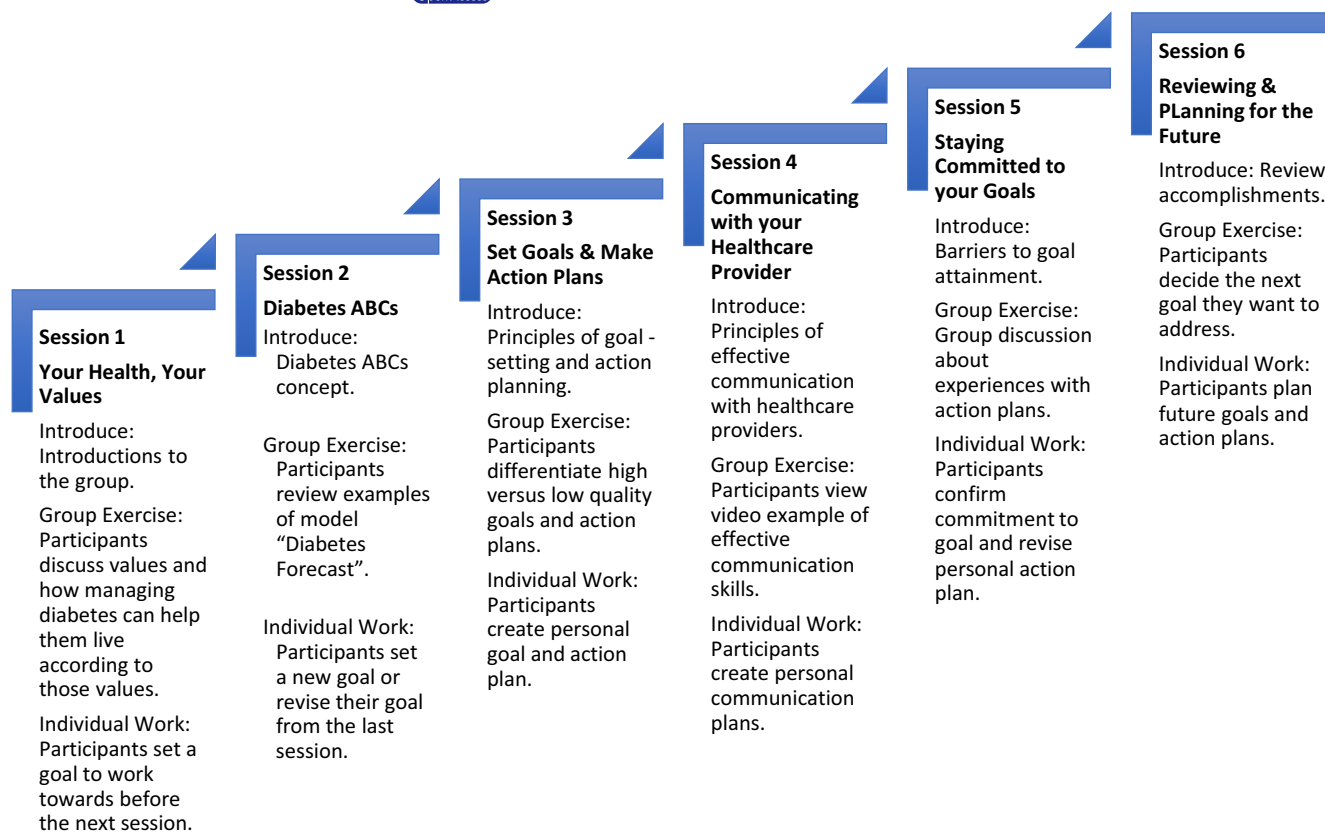 Session 1
Your Health, Your
Values
Introduce:
Introductions to
the group.
Group Exercise:
Participants
discuss values and
how managing
diabetes can help
them live
according to
those values.
Individual Work:
Participants set a
goal to work
towards before
the next session.
Session 2
Diabetes ABCs
Introduce:
Diabetes ABCs
concept.
Group Exercise:
Participants
review examples
of model
“Diabetes
Forecast”.
Individual Work:
Participants set
a new goal or
revise their goal
from the last
session.
Session 3
Set Goals & Make
Action Plans
Introduce:
Principles of goal -
setting and action
planning.
Group Exercise:
Participants
differentiate high
versus low quality
goals and action
plans.
Individual Work:
Participants
create personal
goal and action
plan.
Session 4
Communicating
with your
Healthcare
Provider
Introduce:
Principles of
effective
communication
with healthcare
providers.
Group Exercise:
Participants view
video example of
effective
communication
skills.
Individual Work:
Participants
create personal
communication
plans.
Session 5
Staying
Committed to
your Goals
Introduce:
Barriers to goal
attainment.
Group Exercise:
Group discussion
about
experiences with
action plans.
Individual Work:
Participants
confirm
commitment to
goal and revise
personal action
plan.
Session 6
Reviewing &
PLanning for the
Future
Introduce: Review
accomplishments.
Group Exercise:
Participants
decide the next
goal they want to
address.
Individual Work:
Participants plan
future goals and
action plans.